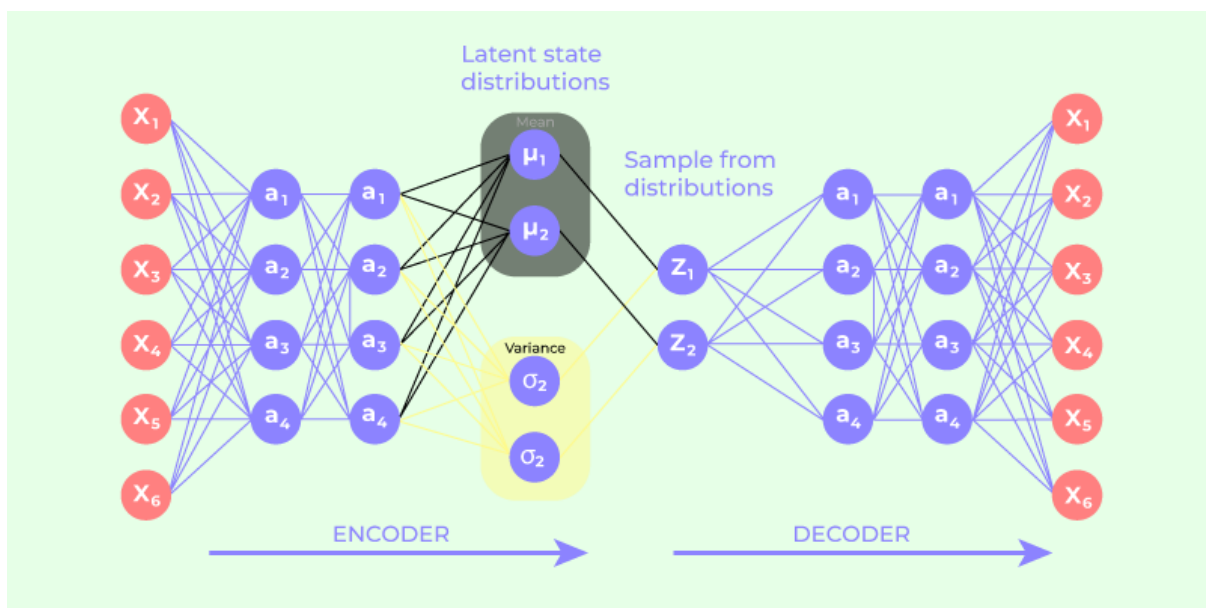 Latent state
distributions
Mean
Sample from
distributions
Variance
X₁
X₂
X₃
X₄
X₅
X₆
a₁
a₂
a₃
a₄
a₁
a₂
a₃
a₄
μ₁
μ₂
σ₂
σ₂
Z₁
Z₂
a₁
a₂
a₃
a₄
a₁
a₂
a₃
a₄
X₁
X₂
X₃
X₄
X₅
X₆
ENCODER
DECODER